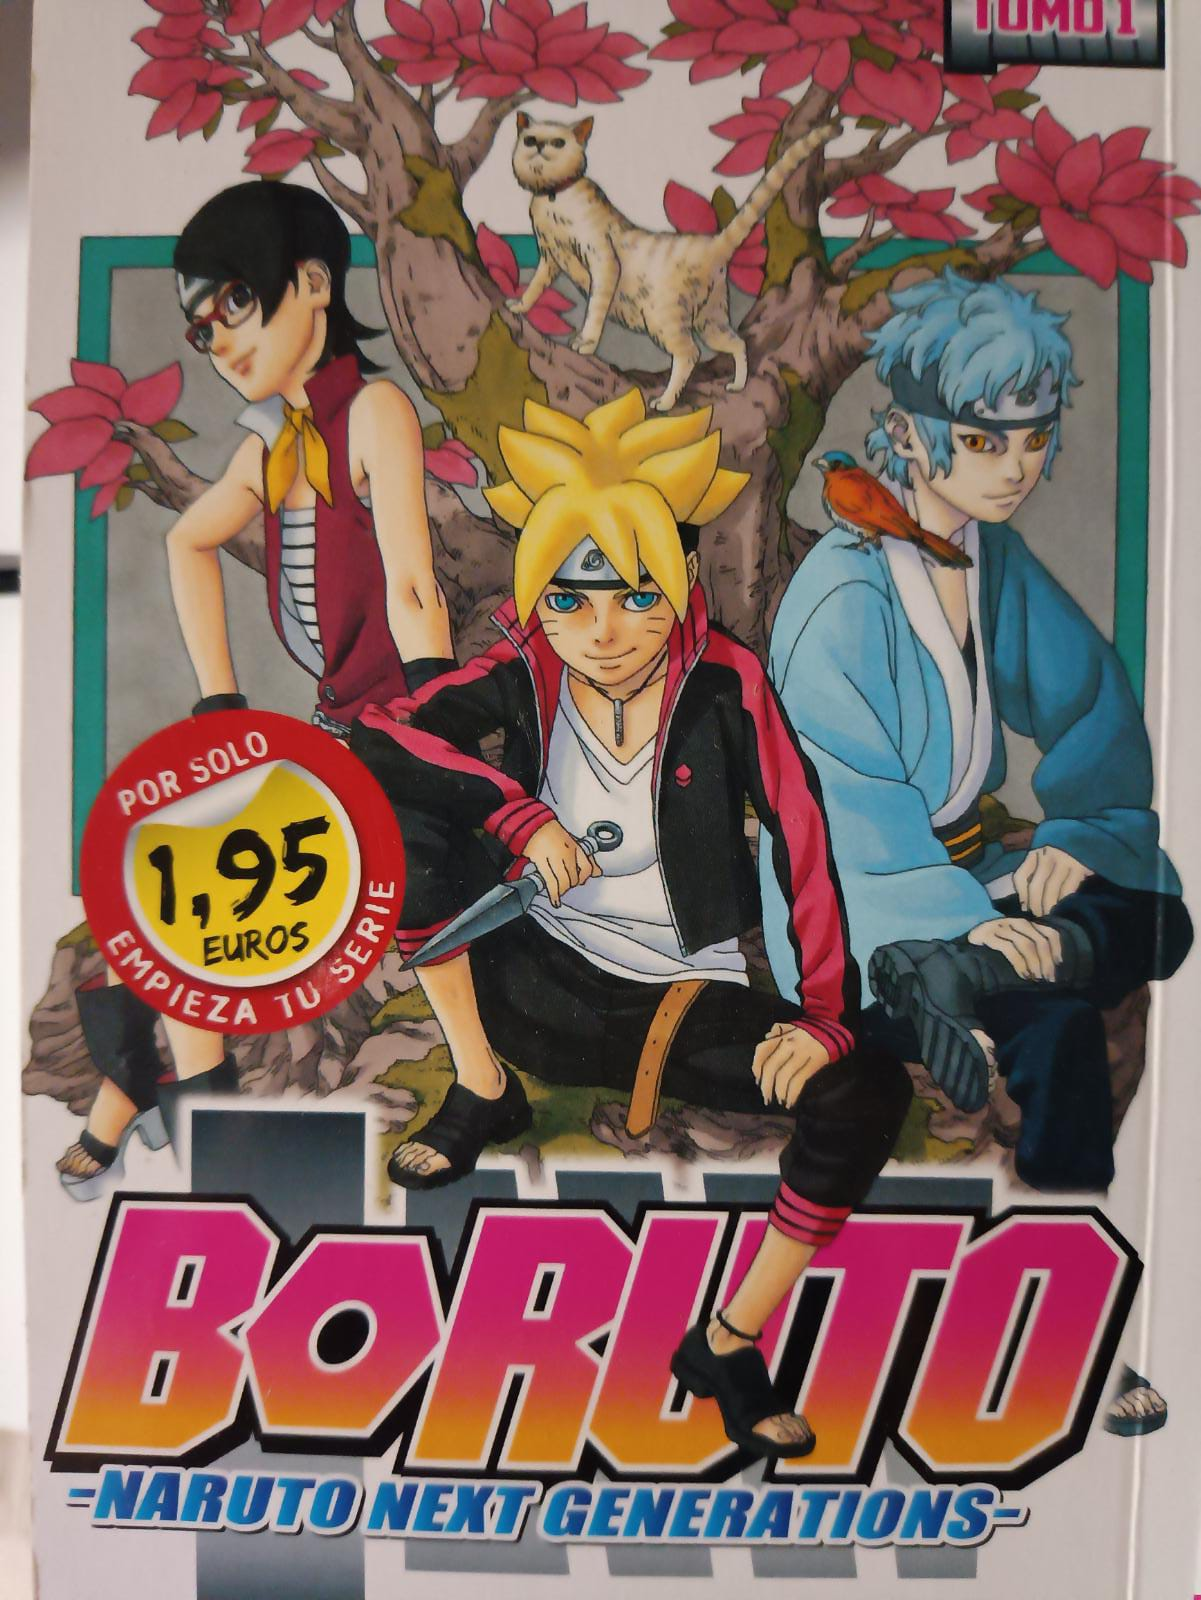 TOMO 1
POR SOLO
1,95
EUROS
EMPIEZA TU SERIE
BORUTO
-NARUTO NEXT GENERATIONS-